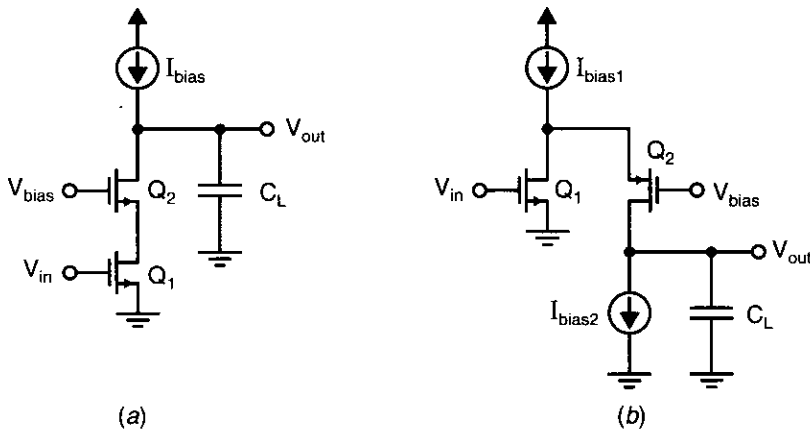 I_bias
V_out
V_bias
Q_2
C_L
V_in
Q_1
(a)
I_bias1
Q_2
V_in
Q_1
V_bias
V_out
I_bias2
C_L
(b)